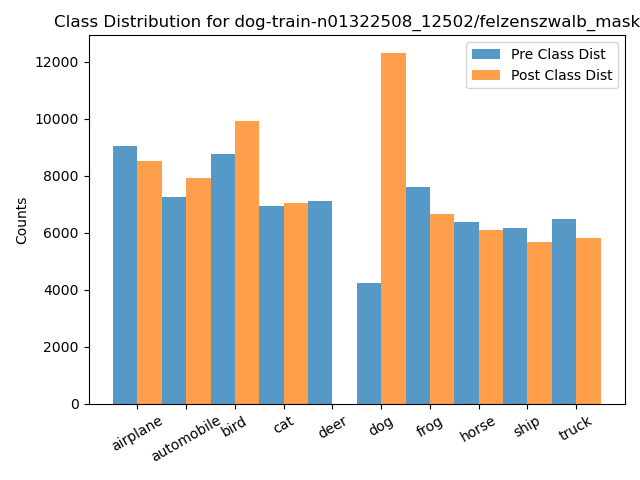 Class Distribution for dog-train-n01322508_12502/felzenszwalb_mask
Pre Class Dist
Post Class Dist
Counts
12000
10000
8000
6000
4000
2000
0
airplane
automobile
bird
cat
deer
dog
frog
horse
ship
truck